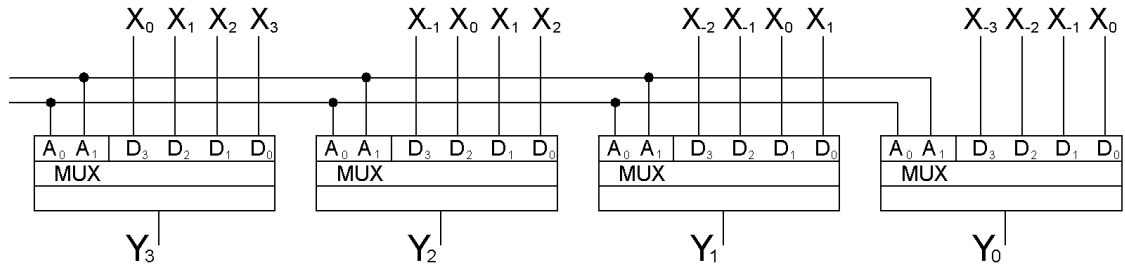 X₀ X₁ X₂ X₃ X₋₁ X₀ X₁ X₂ X₋₂ X₋₁ X₀ X₁ X₋₃ X₋₂ X₋₁ X₀
A₀ A₁ D₃ D₂ D₁ D₀ A₀ A₁ D₃ D₂ D₁ D₀ A₀ A₁ D₃ D₂ D₁ D₀ A₀ A₁ D₃ D₂ D₁ D₀
MUX MUX MUX MUX
Y₃ Y₂ Y₁ Y₀